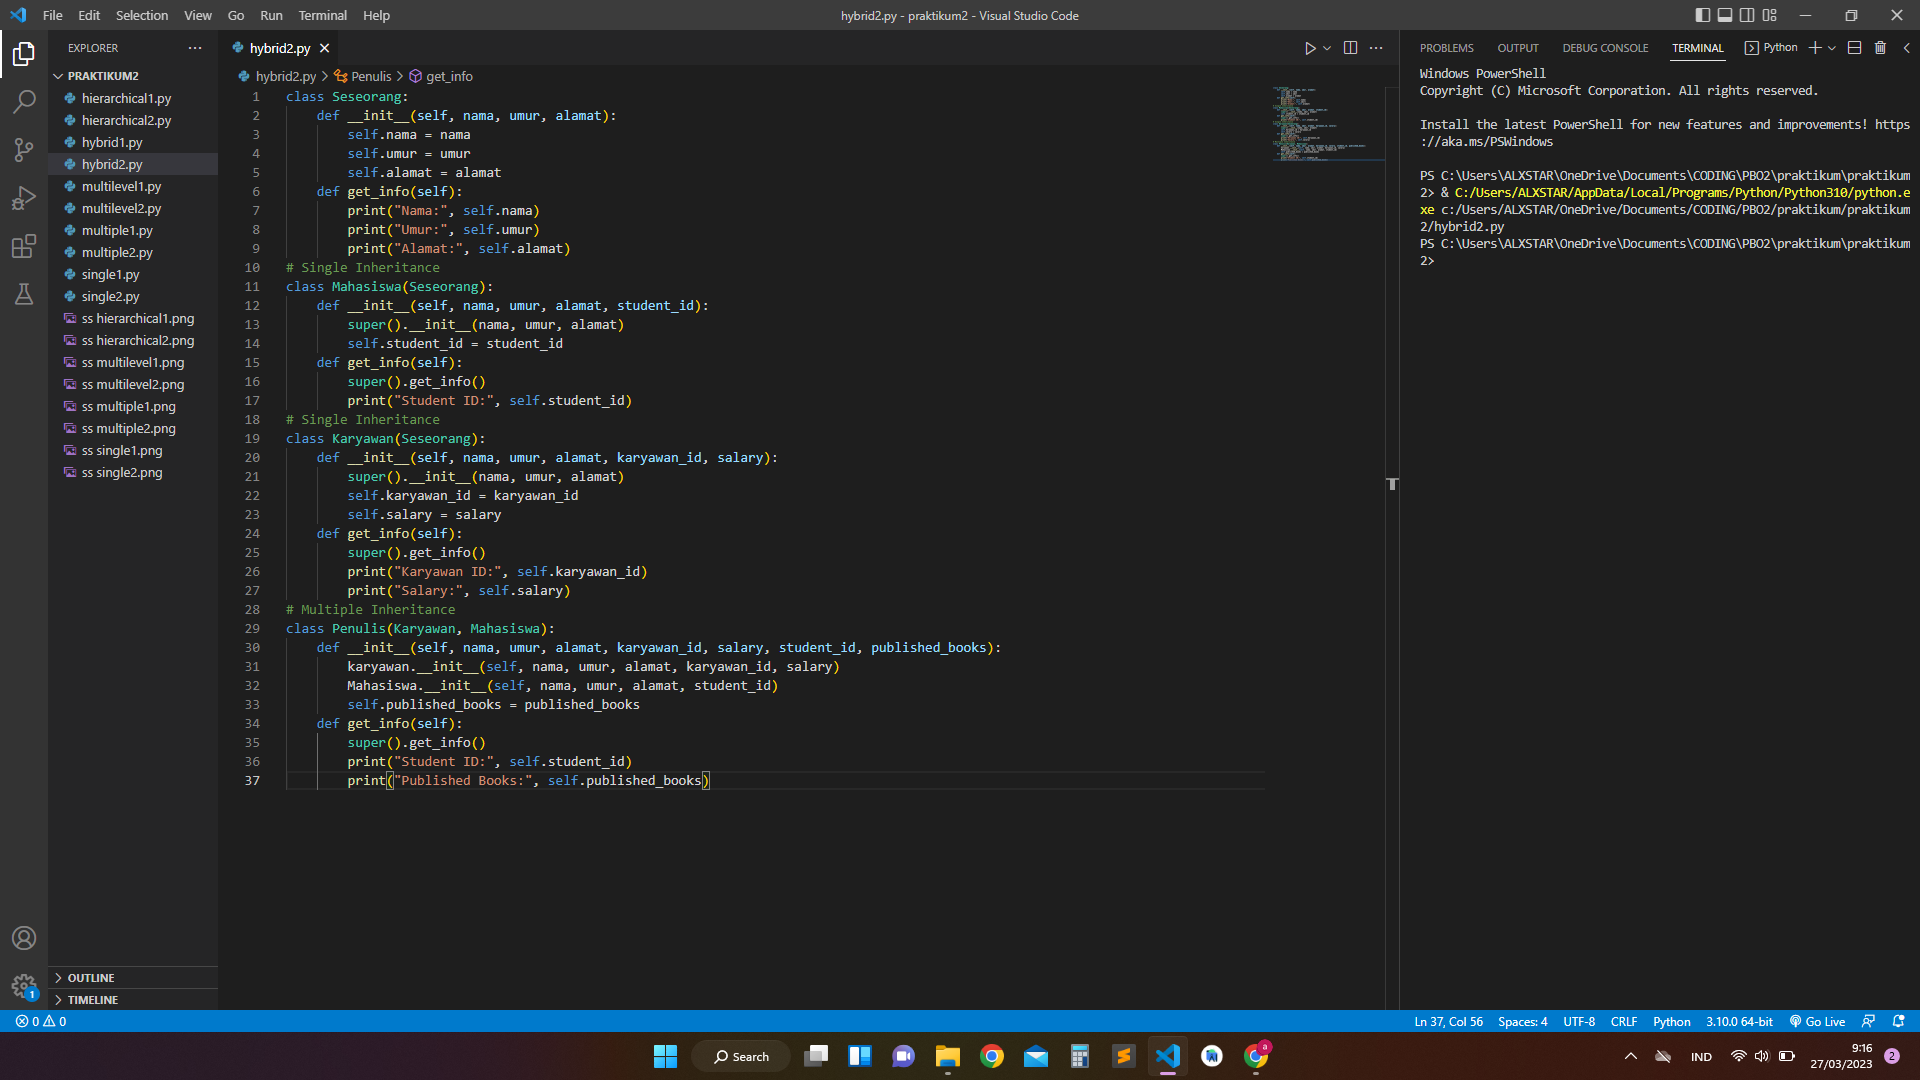 File Edit Selection View Go Run Terminal Help
hybrid2.py - praktikum2 - Visual Studio Code
EXPLORER
PRAKTIKUM2
hierarchical1.py
hierarchical2.py
hybrid1.py
hybrid2.py
multilevel1.py
multilevel2.py
multiple1.py
multiple2.py
single1.py
single2.py
ss hierarchical1.png
ss hierarchical2.png
ss multilevel1.png
ss multilevel2.png
ss multiple1.png
ss multiple2.png
ss single1.png
ss single2.png
OUTLINE
TIMELINE
1
hybrid2.py
hybrid2.py > Penulis > get_info
1 class Seseorang:
2 def __init__(self, nama, umur, alamat):
3 self.nama = nama
4 self.umur = umur
5 self.alamat = alamat
6 def get_info(self):
7 print("Nama:", self.nama)
8 print("Umur:", self.umur)
9 print("Alamat:", self.alamat)
10 # Single Inheritance
11 class Mahasiswa(Seseorang):
12 def __init__(self, nama, umur, alamat, student_id):
13 super().__init__(nama, umur, alamat)
14 self.student_id = student_id
15 def get_info(self):
16 super().get_info()
17 print("Student ID:", self.student_id)
18 # Single Inheritance
19 class Karyawan(Seseorang):
20 def __init__(self, nama, umur, alamat, karyawan_id, salary):
21 super().__init__(nama, umur, alamat)
22 self.karyawan_id = karyawan_id
23 self.salary = salary
24 def get_info(self):
25 super().get_info()
26 print("Karyawan ID:", self.karyawan_id)
27 print("Salary:", self.salary)
28 # Multiple Inheritance
29 class Penulis(Karyawan, Mahasiswa):
30 def __init__(self, nama, umur, alamat, karyawan_id, salary, student_id, published_books):
31 karyawan.__init__(self, nama, umur, alamat, karyawan_id, salary)
32 Mahasiswa.__init__(self, nama, umur, alamat, student_id)
33 self.published_books = published_books
34 def get_info(self):
35 super().get_info()
36 print("Student ID:", self.student_id)
37 print("Published Books:", self.published_books)
PROBLEMS OUTPUT DEBUG CONSOLE TERMINAL Python
Windows PowerShell
Copyright (C) Microsoft Corporation. All rights reserved.
Install the latest PowerShell for new features and improvements! https
://aka.ms/PSWindows
PS C:\Users\ALXSTAR\OneDrive\Documents\CODING\PBO2\praktikum\praktikum
2> & C:/Users/ALXSTAR/AppData/Local/Programs/Python/Python310/python.e
xe c:/Users/ALXSTAR/OneDrive/Documents/CODING/PBO2/praktikum/praktikum
2/hybrid2.py
PS C:\Users\ALXSTAR\OneDrive\Documents\CODING\PBO2\praktikum\praktikum
2>
0 0
Ln 37, Col 56 Spaces: 4 UTF-8 CRLF Python 3.10.0 64-bit Go Live
Search
a
IND
9:16
27/03/2023
2